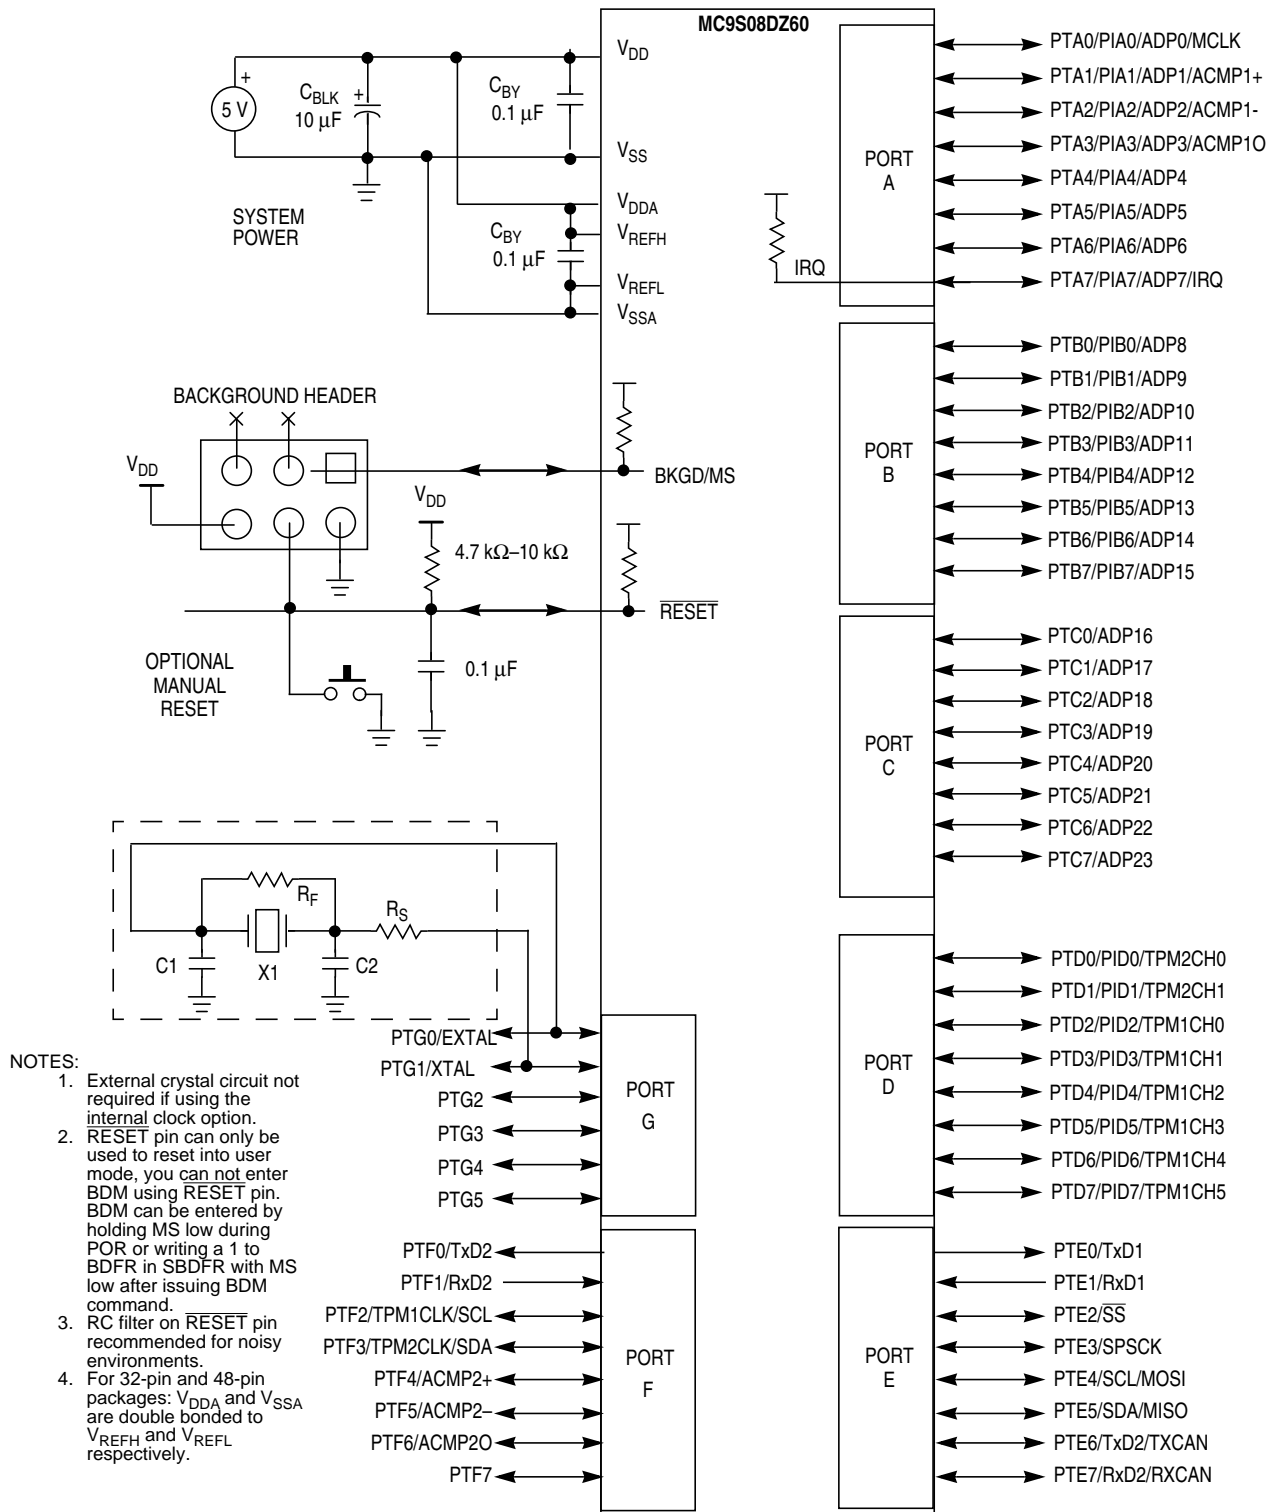 MC9S08DZ60
V_DD
+
5 V
C_BLK
+
10 μF
C_BY
0.1 μF
V_SS
SYSTEM
POWER
V_DDA
V_REFH
C_BY
0.1 μF
V_REFL
V_SSA
PORT
A
IRQ
PTA0/PIA0/ADP0/MCLK
PTA1/PIA1/ADP1/ACMP1+
PTA2/PIA2/ADP2/ACMP1-
PTA3/PIA3/ADP3/ACMP1O
PTA4/PIA4/ADP4
PTA5/PIA5/ADP5
PTA6/PIA6/ADP6
PTA7/PIA7/ADP7/IRQ
BACKGROUND HEADER
V_DD
BKGD/MS
V_DD
4.7 kΩ–10 kΩ
RESET
0.1 μF
OPTIONAL
MANUAL
RESET
PORT
B
PTB0/PIB0/ADP8
PTB1/PIB1/ADP9
PTB2/PIB2/ADP10
PTB3/PIB3/ADP11
PTB4/PIB4/ADP12
PTB5/PIB5/ADP13
PTB6/PIB6/ADP14
PTB7/PIB7/ADP15
PORT
C
PTC0/ADP16
PTC1/ADP17
PTC2/ADP18
PTC3/ADP19
PTC4/ADP20
PTC5/ADP21
PTC6/ADP22
PTC7/ADP23
R_F
R_S
C1
X1
C2
PORT
D
PTD0/PID0/TPM2CH0
PTD1/PID1/TPM2CH1
PTD2/PID2/TPM1CH0
PTD3/PID3/TPM1CH1
PTD4/PID4/TPM1CH2
PTD5/PID5/TPM1CH3
PTD6/PID6/TPM1CH4
PTD7/PID7/TPM1CH5
PTG0/EXTAL
PTG1/XTAL
PTG2
PTG3
PTG4
PTG5
PORT
G
NOTES:
1. External crystal circuit not
required if using the
internal clock option.
2. RESET pin can only be
used to reset into user
mode, you can not enter
BDM using RESET pin.
BDM can be entered by
holding MS low during
POR or writing a 1 to
BDFR in SBDFR with MS
low after issuing BDM
command.
3. RC filter on RESET pin
recommended for noisy
environments.
4. For 32-pin and 48-pin
packages: V_DDA and V_SSA
are double bonded to
V_REFH and V_REFL
respectively.
PTF0/TxD2
PTF1/RxD2
PTF2/TPM1CLK/SCL
PTF3/TPM2CLK/SDA
PTF4/ACMP2+
PTF5/ACMP2–
PTF6/ACMP2O
PTF7
PORT
F
PORT
E
PTE0/TxD1
PTE1/RxD1
PTE2/SS
PTE3/SPSCK
PTE4/SCL/MOSI
PTE5/SDA/MISO
PTE6/TxD2/TXCAN
PTE7/RxD2/RXCAN